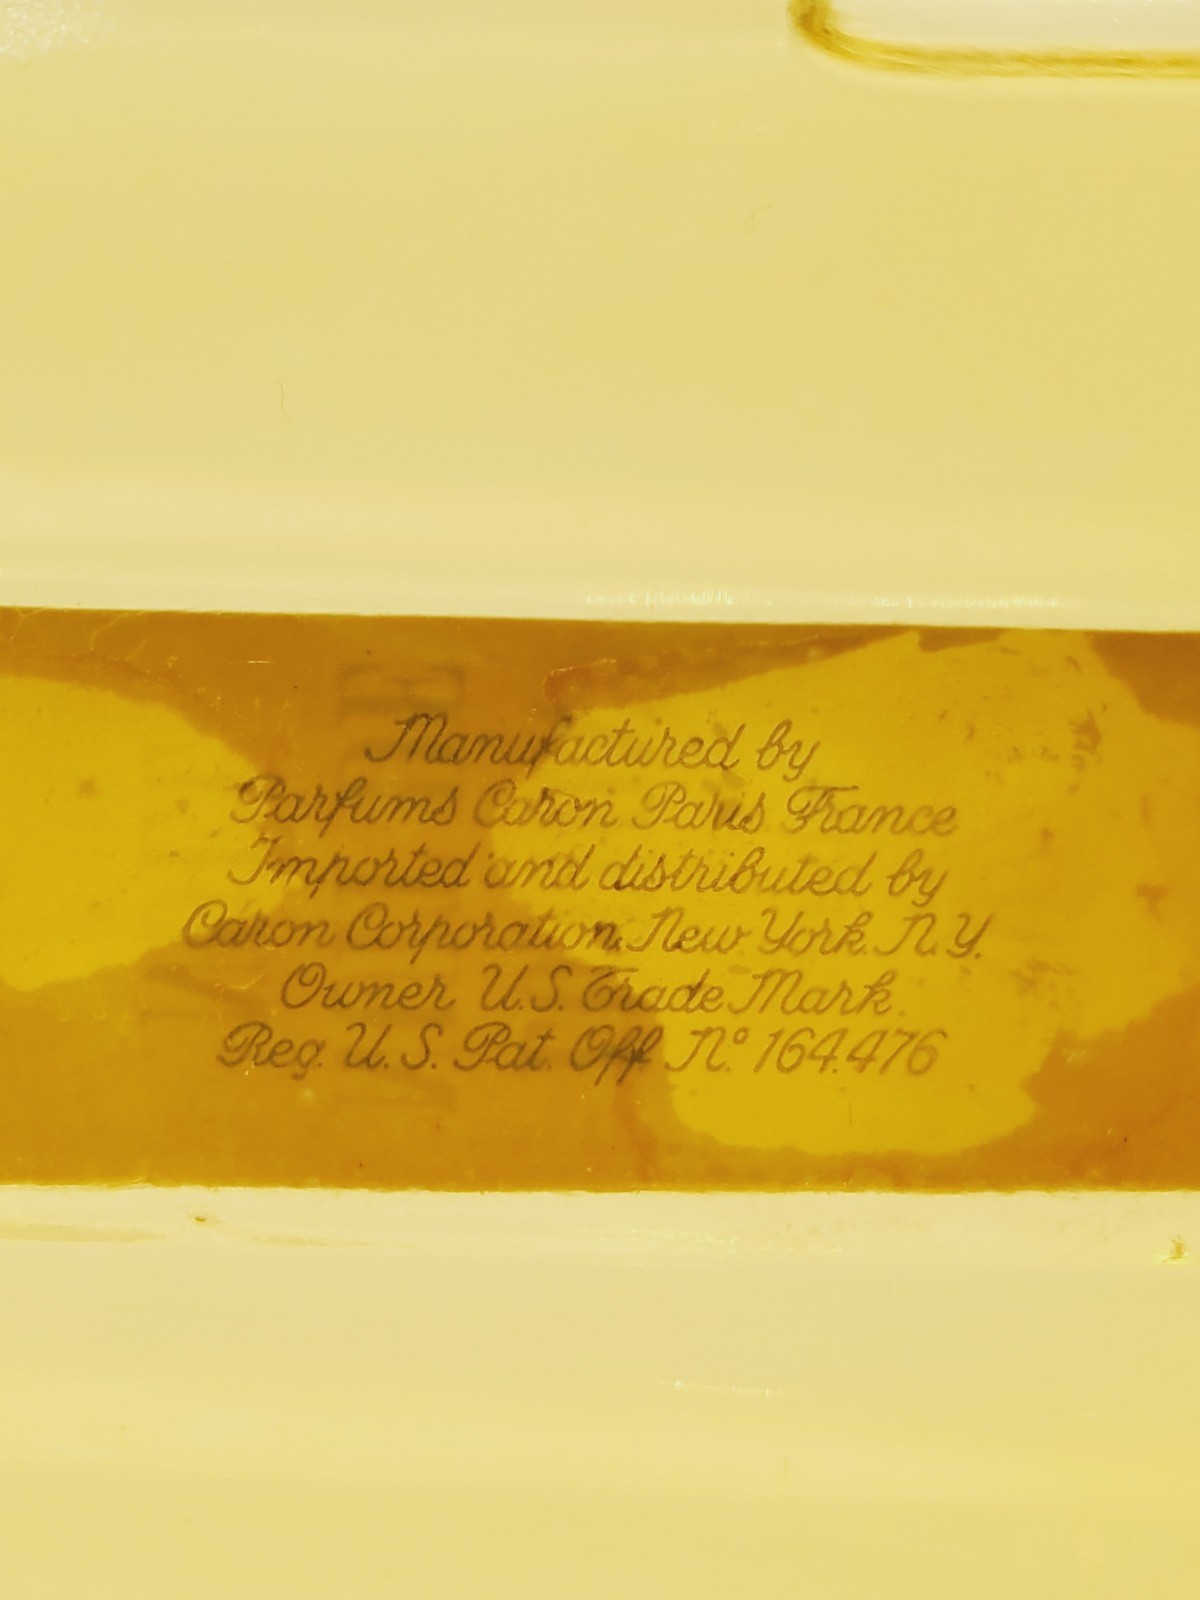 Manufactured by
Parfums Caron Paris France
Imported and distributed by
Caron Corporation, New York. N.Y.
Owner U.S. Trade Mark.
Reg. U.S. Pat. Off Nº 164.476